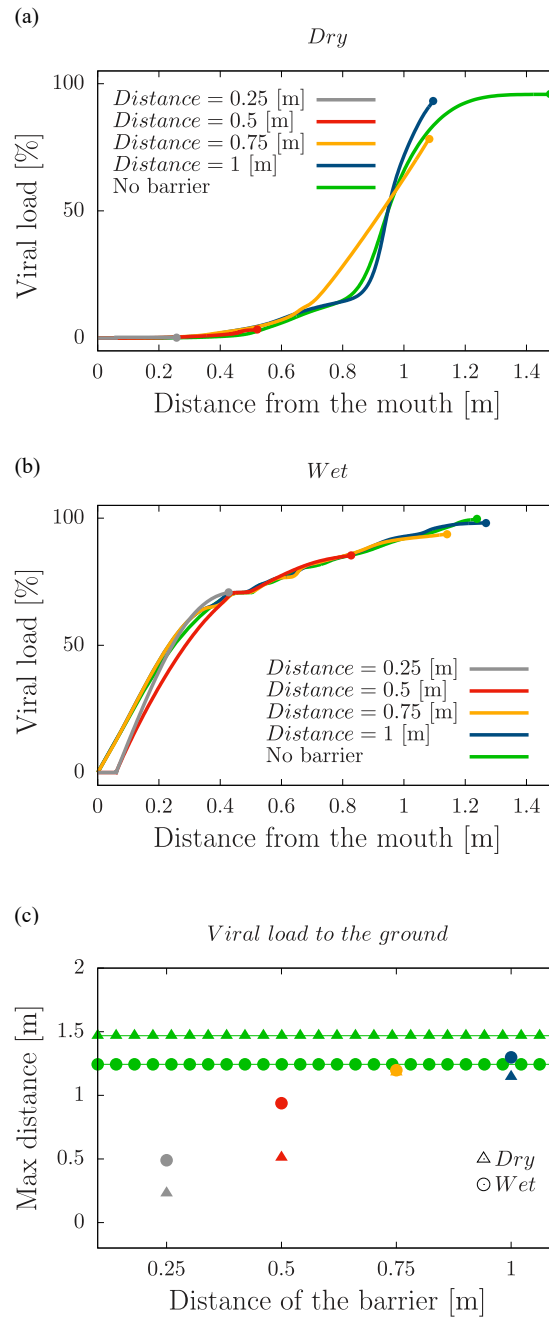 (a)
Dry
Viral load [%]
100
50
0
Distance = 0.25 [m]
Distance = 0.5 [m]
Distance = 0.75 [m]
Distance = 1 [m]
No barrier
0 0.2 0.4 0.6 0.8 1 1.2 1.4
Distance from the mouth [m]
(b)
Wet
Viral load [%]
100
50
0
Distance = 0.25 [m]
Distance = 0.5 [m]
Distance = 0.75 [m]
Distance = 1 [m]
No barrier
0 0.2 0.4 0.6 0.8 1 1.2 1.4
Distance from the mouth [m]
(c)
Viral load to the ground
Max distance [m]
2
1.5
1
0.5
0
Dry
Wet
0.25 0.5 0.75 1
Distance of the barrier [m]